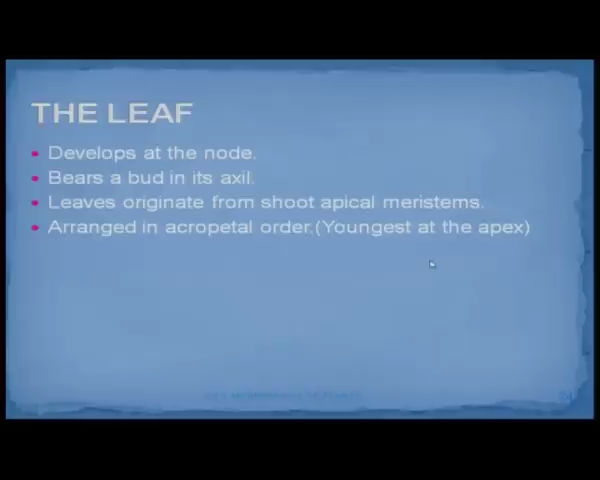 THE LEAF
Develops at the node.
Bears a bud in its axil.
Leaves originate from shoot apical meristems.
Arranged in acropetal order.(Youngest at the apex)